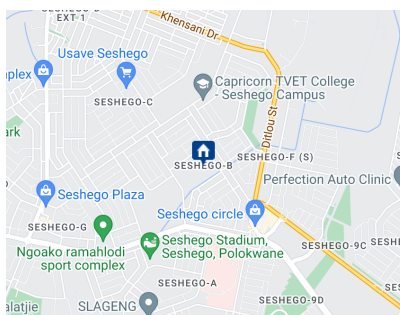 SESHEGO-D
EXT 1
Khensani Dr
Usave Seshego
plex
SESHEGO-C
Capricorn TVET College
- Seshego Campus
Ditlou St
ark
SESHEGO-B
SESHEGO-F (S)
Perfection Auto Clinic
Seshego Plaza
Seshego circle
SESHEGO-G
Ngoako ramahlodi
sport complex
Seshego Stadium,
Seshego, Polokwane
SESHEGO-9C
SESHEGO-A
SESHEGO-9D
SLAGENG
alatjie